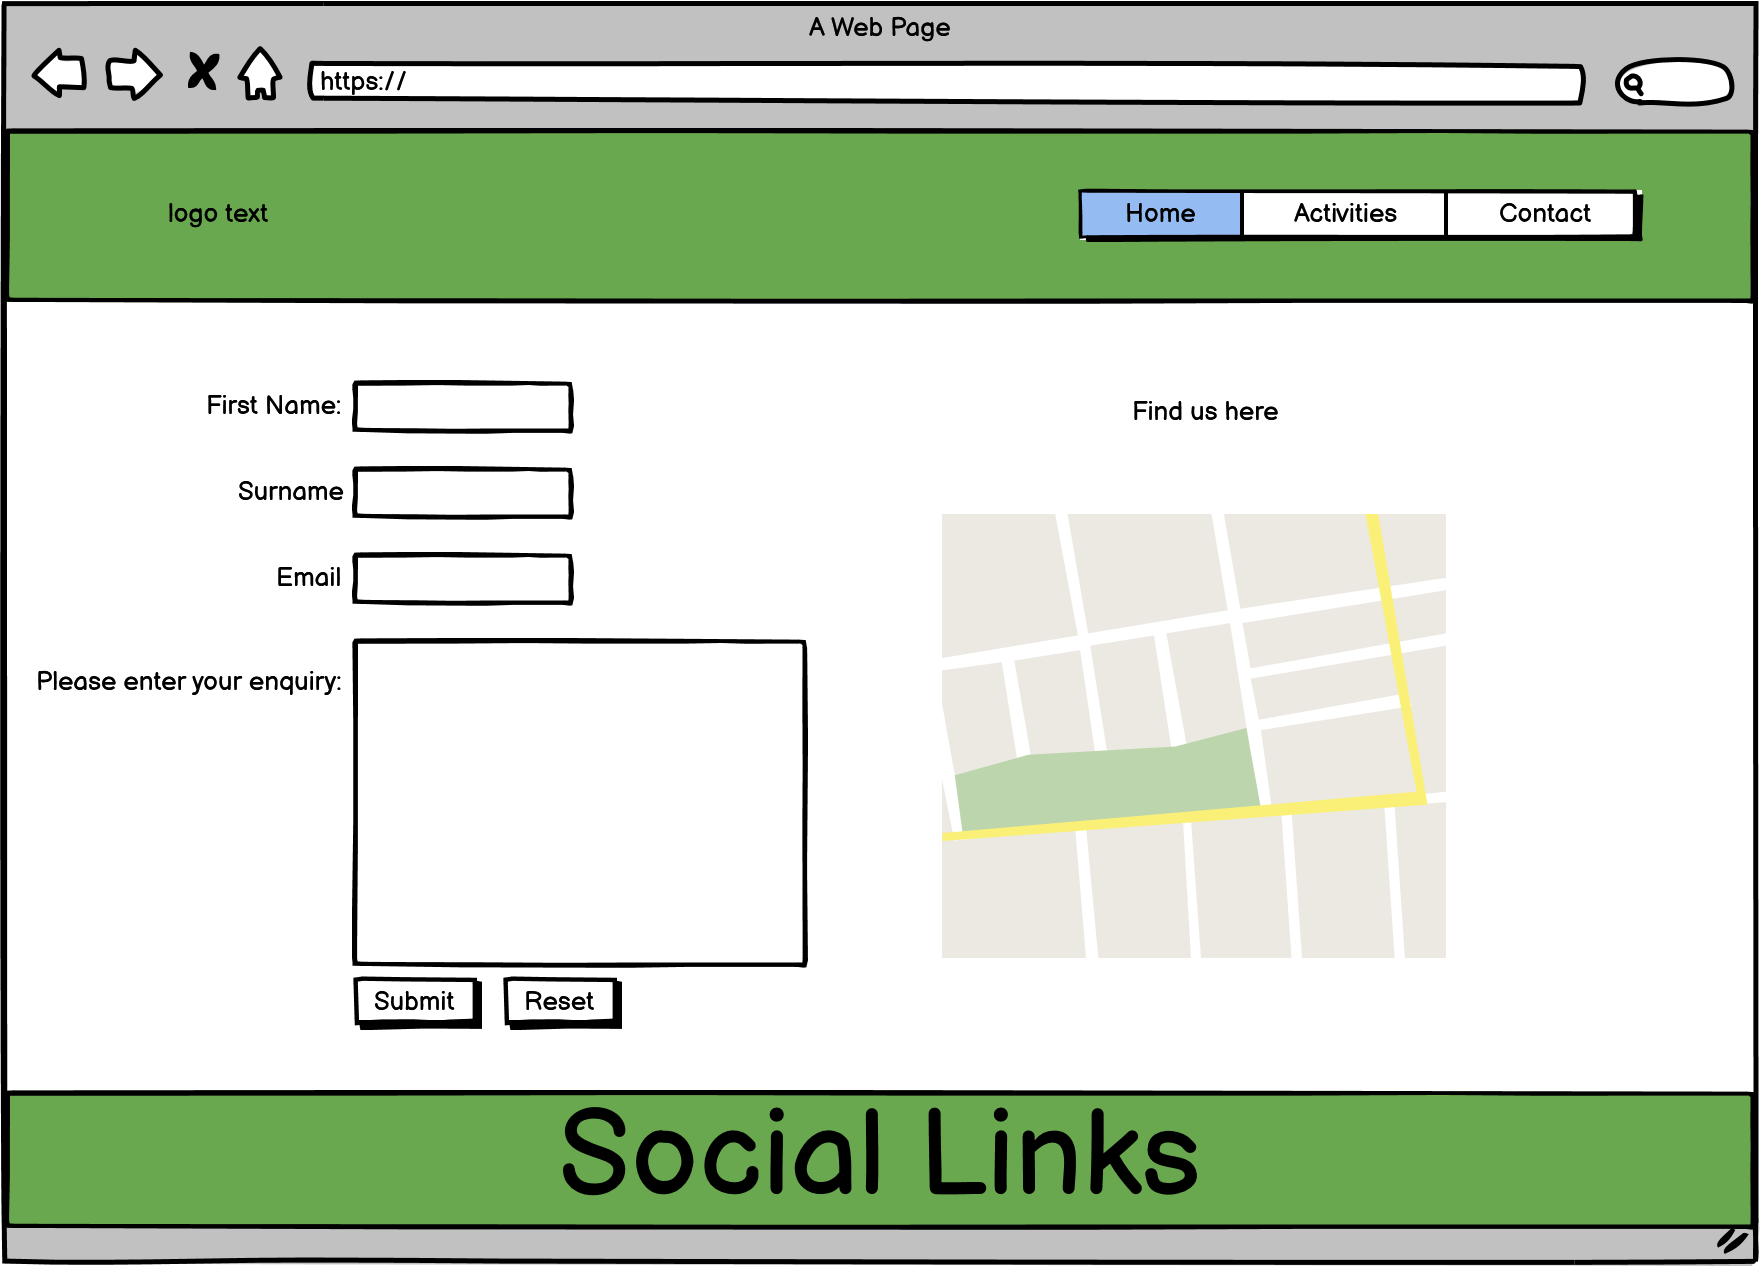 A Web Page
https://
logo text
Home Activities Contact
First Name:
Surname
Email
Please enter your enquiry:
Submit Reset
Find us here
Social Links